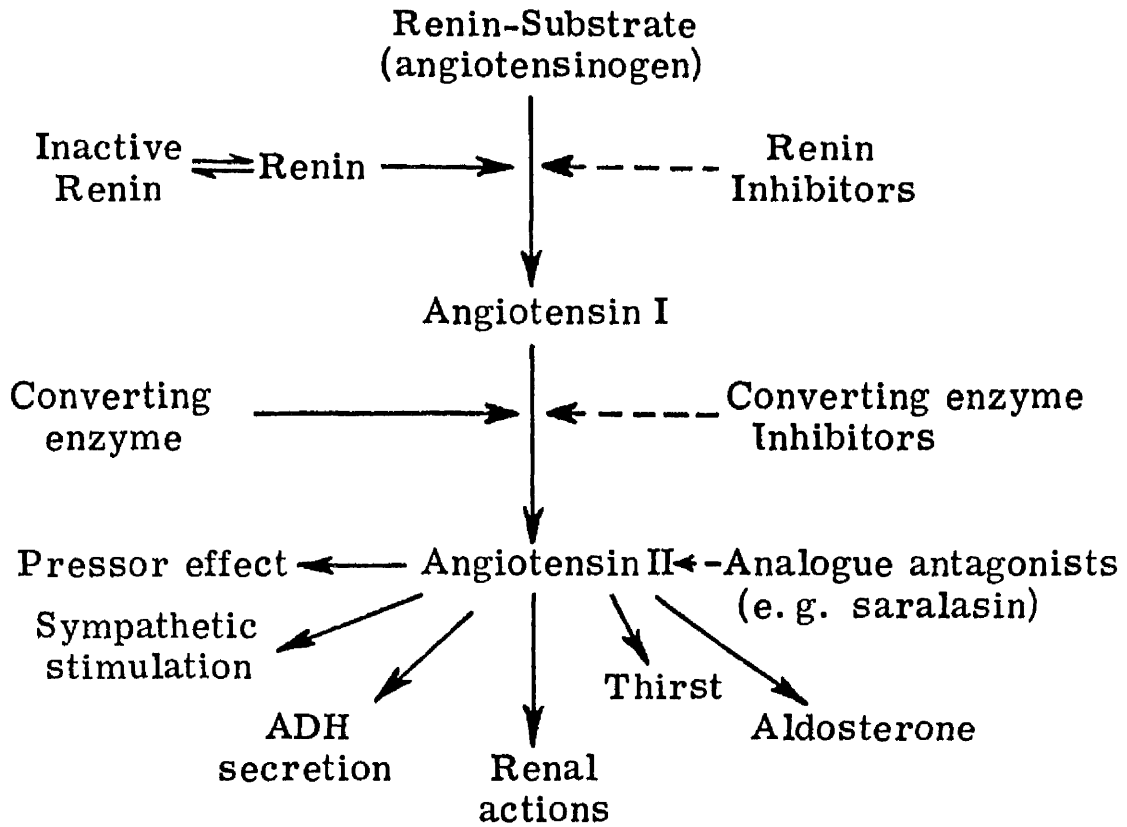 Renin-Substrate
(angiotensinogen)
Inactive
Renin
Renin
Renin
Inhibitors
Angiotensin I
Converting
enzyme
Converting enzyme
Inhibitors
Pressor effect
Angiotensin II
Analogue antagonists
(e. g. saralasin)
Sympathetic
stimulation
ADH
secretion
Renal
actions
Thirst
Aldosterone